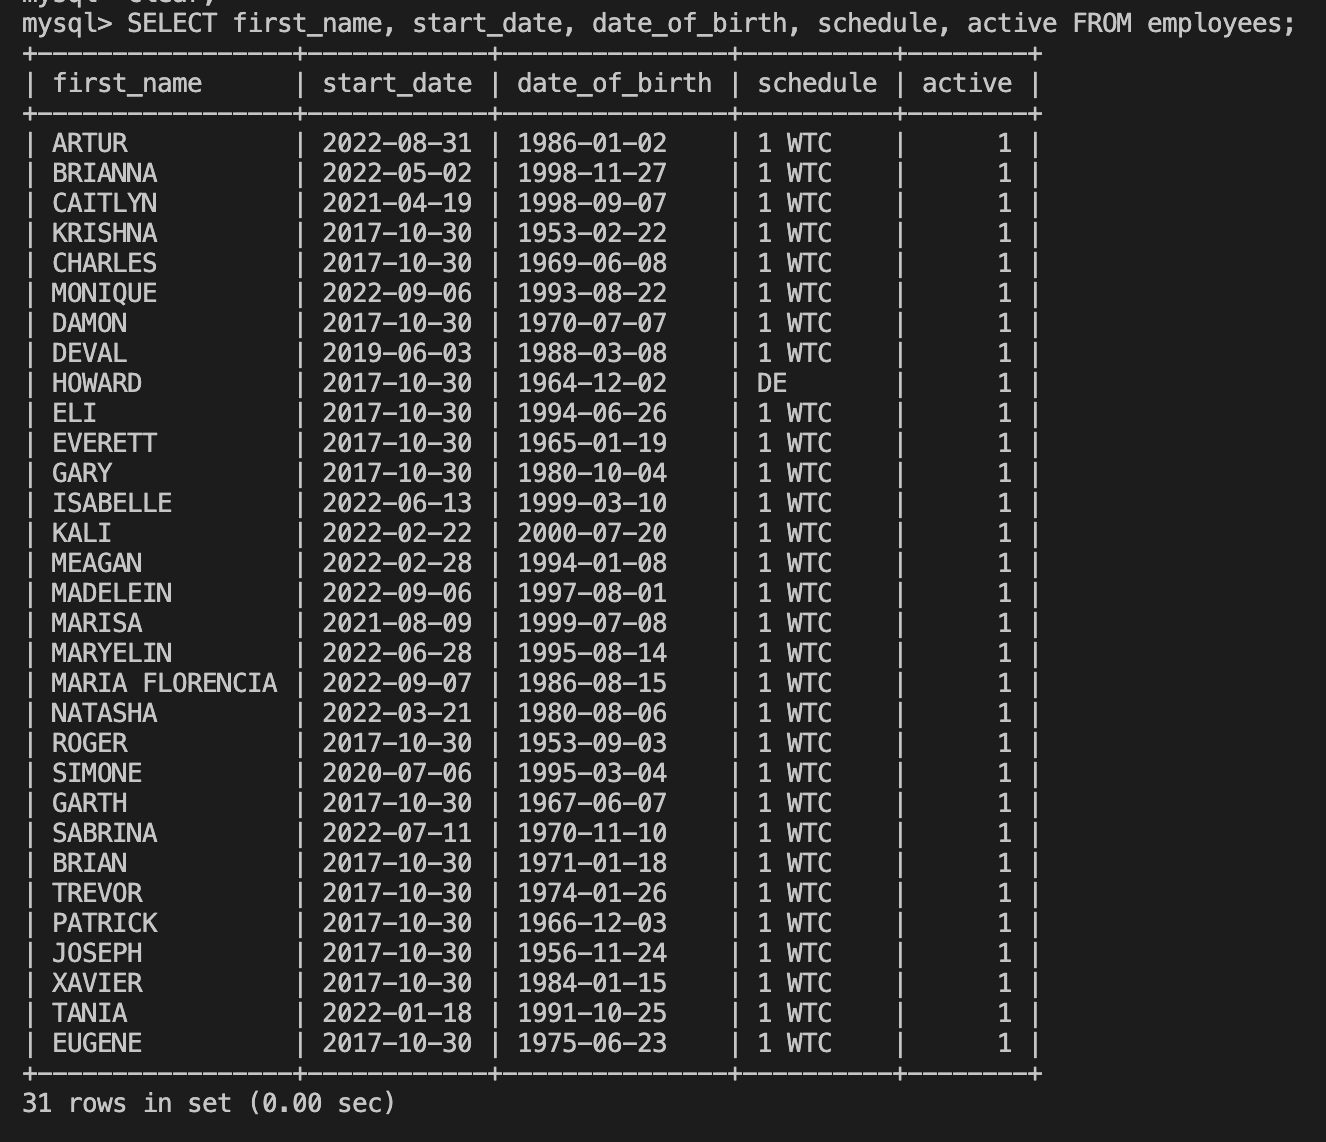 mysql> clear;
mysql> SELECT first_name, start_date, date_of_birth, schedule, active FROM employees;
+-----------------+------------+---------------+----------+--------+
| first_name      | start_date | date_of_birth | schedule | active |
+-----------------+------------+---------------+----------+--------+
| ARTUR           | 2022-08-31 | 1986-01-02    | 1 WTC    |      1 |
| BRIANNA         | 2022-05-02 | 1998-11-27    | 1 WTC    |      1 |
| CAITLYN         | 2021-04-19 | 1998-09-07    | 1 WTC    |      1 |
| KRISHNA         | 2017-10-30 | 1953-02-22    | 1 WTC    |      1 |
| CHARLES         | 2017-10-30 | 1969-06-08    | 1 WTC    |      1 |
| MONIQUE         | 2022-09-06 | 1993-08-22    | 1 WTC    |      1 |
| DAMON           | 2017-10-30 | 1970-07-07    | 1 WTC    |      1 |
| DEVAL           | 2019-06-03 | 1988-03-08    | 1 WTC    |      1 |
| HOWARD          | 2017-10-30 | 1964-12-02    | DE       |      1 |
| ELI             | 2017-10-30 | 1994-06-26    | 1 WTC    |      1 |
| EVERETT         | 2017-10-30 | 1965-01-19    | 1 WTC    |      1 |
| GARY            | 2017-10-30 | 1980-10-04    | 1 WTC    |      1 |
| ISABELLE        | 2022-06-13 | 1999-03-10    | 1 WTC    |      1 |
| KALI            | 2022-02-22 | 2000-07-20    | 1 WTC    |      1 |
| MEAGAN          | 2022-02-28 | 1994-01-08    | 1 WTC    |      1 |
| MADELEIN        | 2022-09-06 | 1997-08-01    | 1 WTC    |      1 |
| MARISA          | 2021-08-09 | 1999-07-08    | 1 WTC    |      1 |
| MARYELIN        | 2022-06-28 | 1995-08-14    | 1 WTC    |      1 |
| MARIA FLORENCIA | 2022-09-07 | 1986-08-15    | 1 WTC    |      1 |
| NATASHA         | 2022-03-21 | 1980-08-06    | 1 WTC    |      1 |
| ROGER           | 2017-10-30 | 1953-09-03    | 1 WTC    |      1 |
| SIMONE          | 2020-07-06 | 1995-03-04    | 1 WTC    |      1 |
| GARTH           | 2017-10-30 | 1967-06-07    | 1 WTC    |      1 |
| SABRINA         | 2022-07-11 | 1970-11-10    | 1 WTC    |      1 |
| BRIAN           | 2017-10-30 | 1971-01-18    | 1 WTC    |      1 |
| TREVOR          | 2017-10-30 | 1974-01-26    | 1 WTC    |      1 |
| PATRICK         | 2017-10-30 | 1966-12-03    | 1 WTC    |      1 |
| JOSEPH          | 2017-10-30 | 1956-11-24    | 1 WTC    |      1 |
| XAVIER          | 2017-10-30 | 1984-01-15    | 1 WTC    |      1 |
| TANIA           | 2022-01-18 | 1991-10-25    | 1 WTC    |      1 |
| EUGENE          | 2017-10-30 | 1975-06-23    | 1 WTC    |      1 |
+-----------------+------------+---------------+----------+--------+
31 rows in set (0.00 sec)